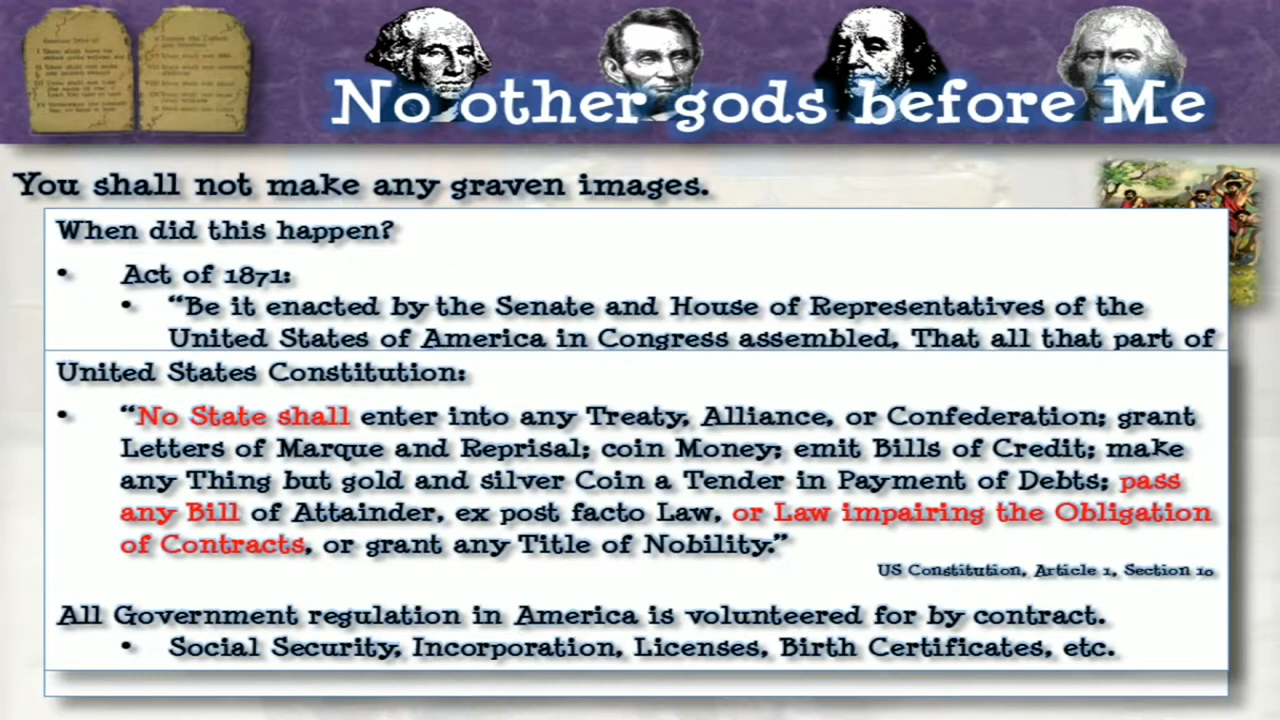 No other gods before Me
You shall not make any graven images.
When did this happen?
• Act of 1871:
• “Be it enacted by the Senate and House of Representatives of the
United States of America in Congress assembled, That all that part of
United States Constitution:
• “No State shall enter into any Treaty, Alliance, or Confederation; grant
Letters of Marque and Reprisal; coin Money; emit Bills of Credit; make
any Thing but gold and silver Coin a Tender in Payment of Debts; pass
any Bill of Attainder, ex post facto Law, or Law impairing the Obligation
of Contracts, or grant any Title of Nobility.”
US Constitution, Article 1, Section 10
All Government regulation in America is volunteered for by contract.
• Social Security, Incorporation, Licenses, Birth Certificates, etc.